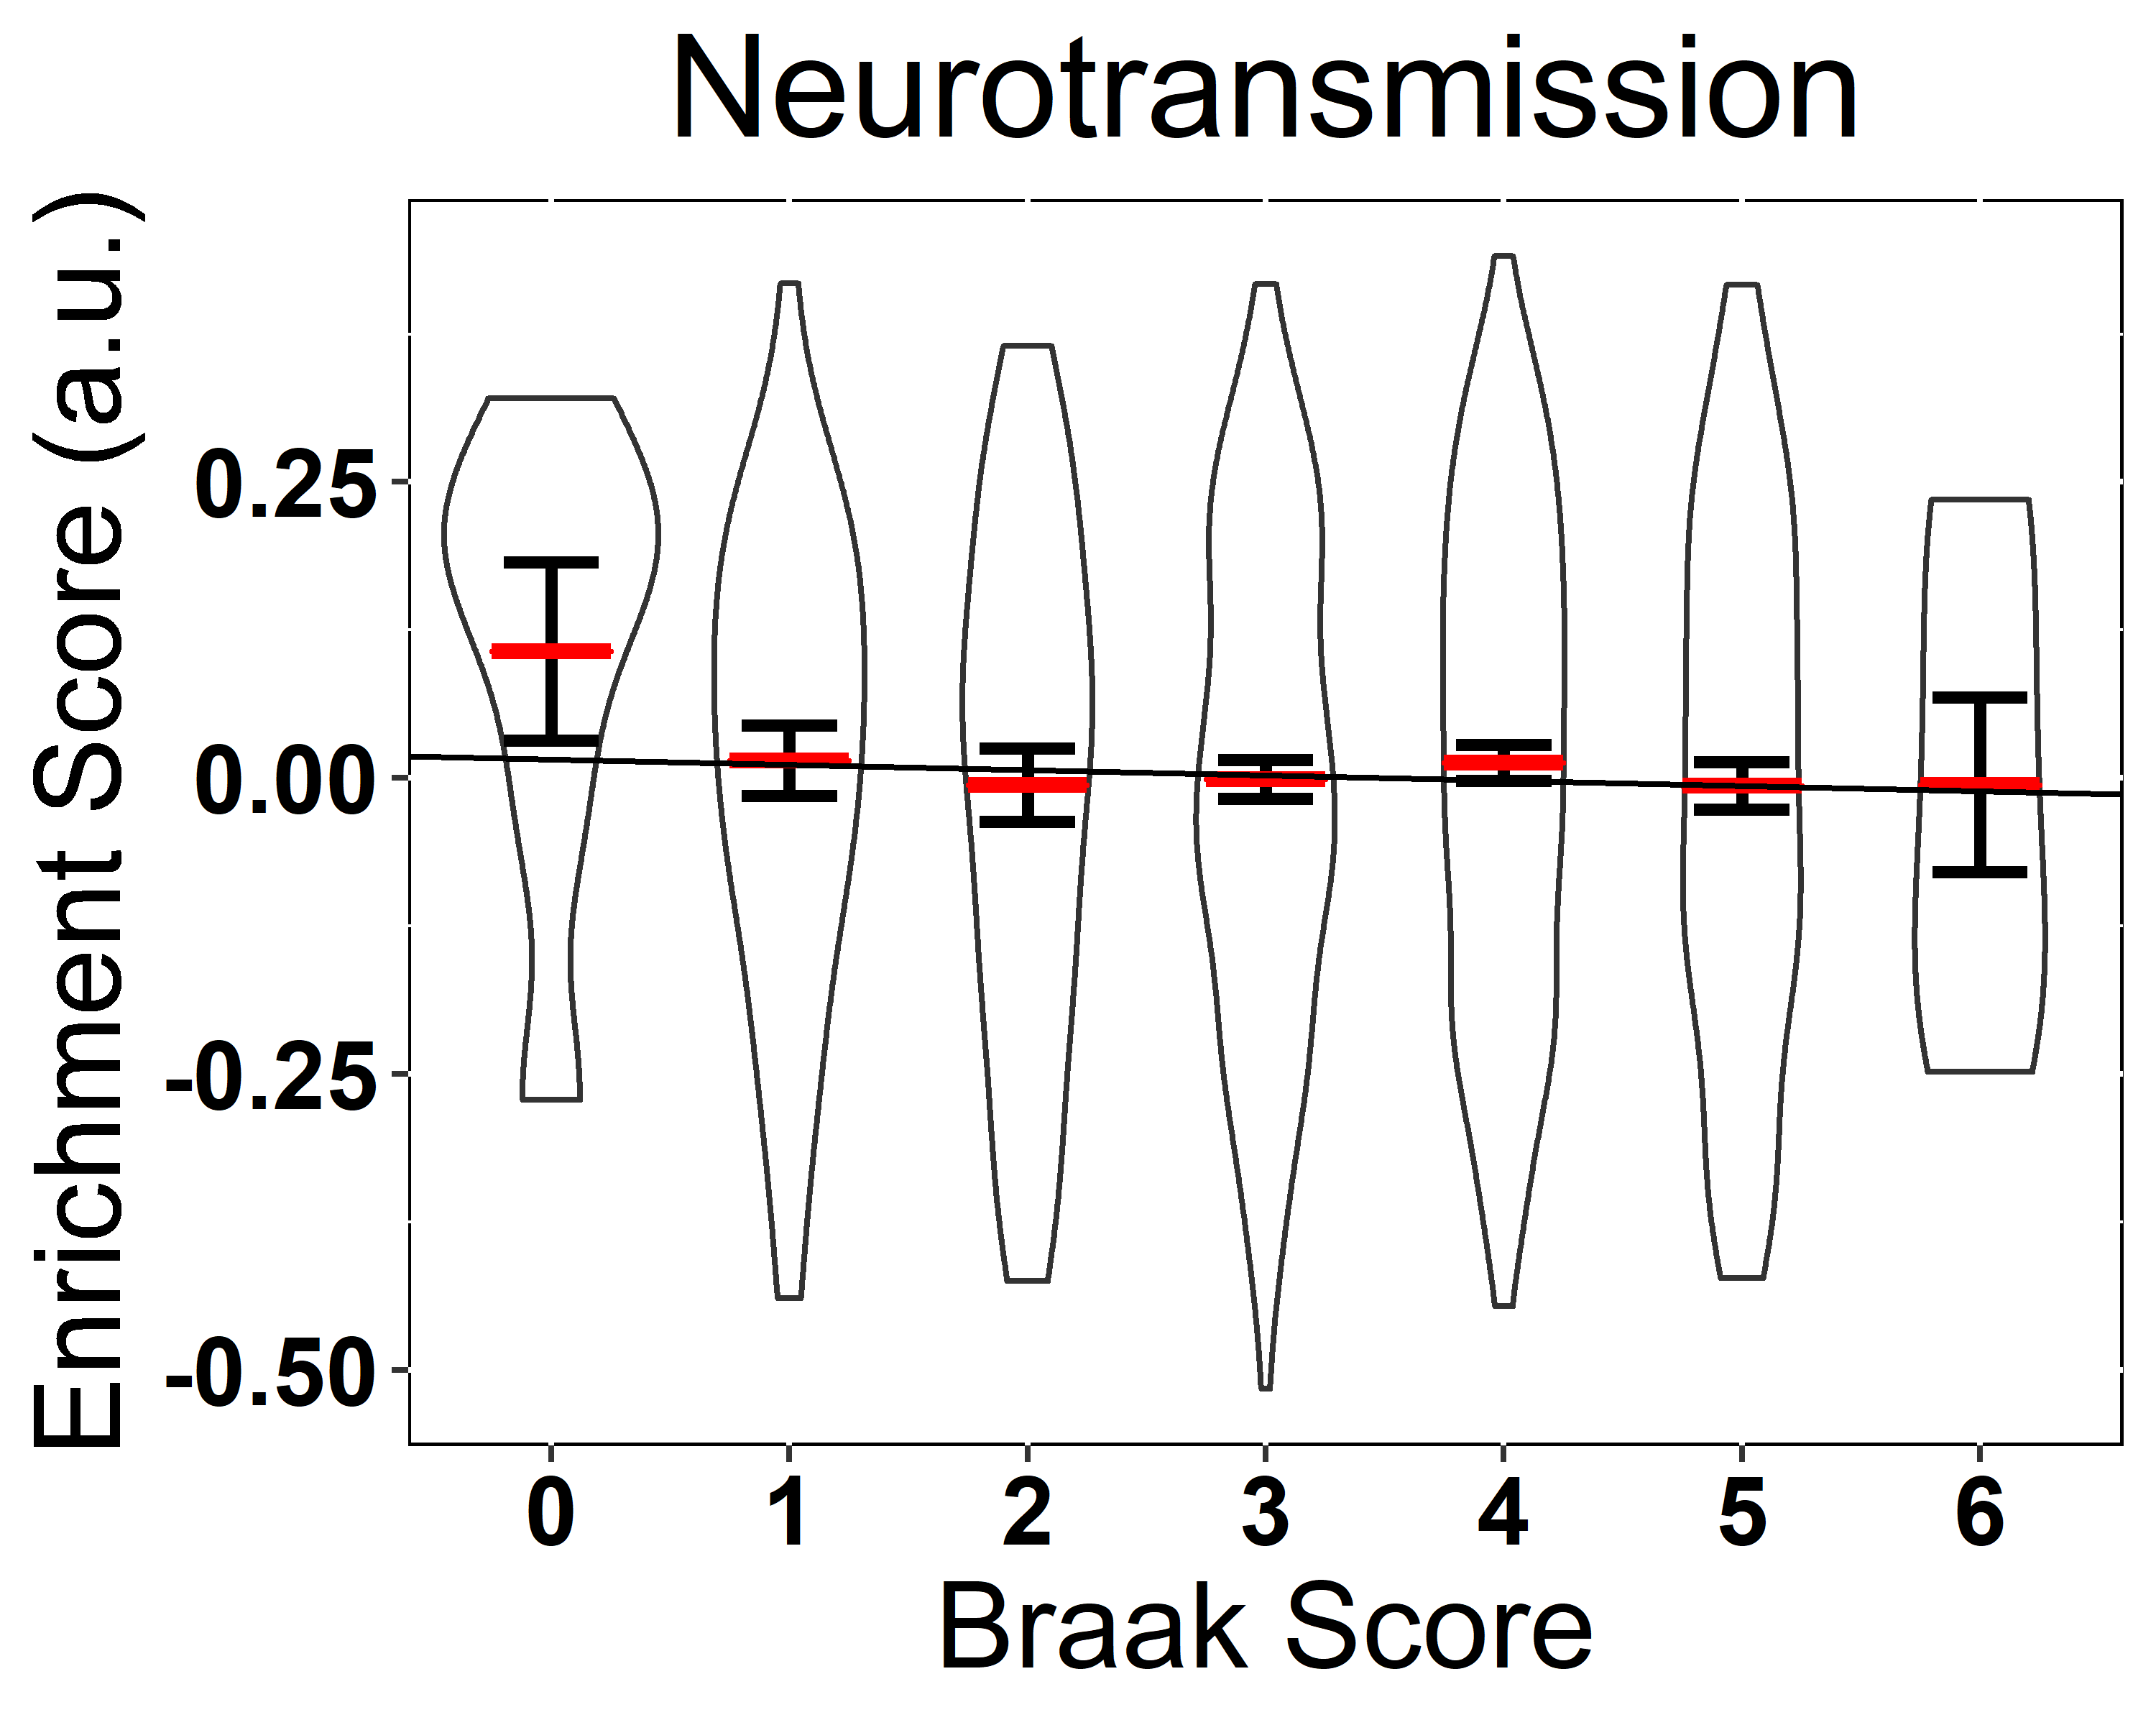 Neurotransmission
Enrichment Score (a.u.)
0.25
0.00
-0.25
-0.50
0 1 2 3 4 5 6
Braak Score